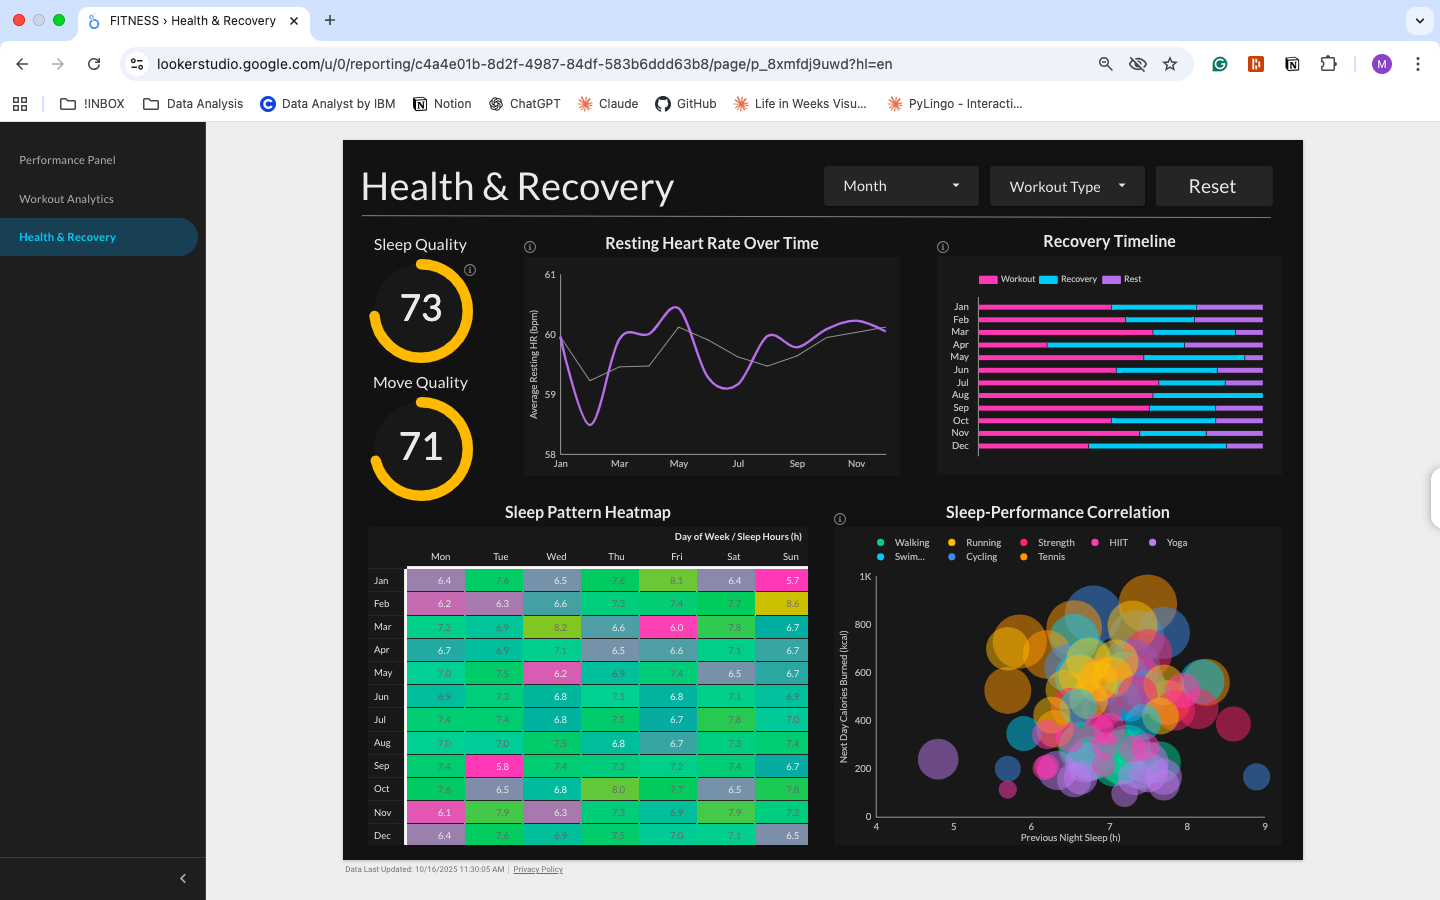 FITNESS › Health & Recovery
lookerstudio.google.com/u/0/reporting/c4a4e01b-8d2f-4987-84df-583b6ddd63b8/page/p_8xmfdj9uwd?hl=en
M
!INBOX Data Analysis Data Analyst by IBM Notion ChatGPT Claude GitHub Life in Weeks Visu... PyLingo - Interacti...
Performance Panel
Workout Analytics
Health & Recovery
Health & Recovery
Month
Workout Type
Reset
Sleep Quality
73
Move Quality
71
Resting Heart Rate Over Time
Average Resting HR (bpm)
61
60
59
58
Jan Mar May Jul Sep Nov
Recovery Timeline
Workout Recovery Rest
Jan
Feb
Mar
Apr
May
Jun
Jul
Aug
Sep
Oct
Nov
Dec
Sleep Pattern Heatmap
Day of Week / Sleep Hours (h)
Mon Tue Wed Thu Fri Sat Sun
Jan 6.4 7.6 6.5 7.6 8.1 6.4 5.7
Feb 6.2 6.3 6.6 7.3 7.4 7.7 8.6
Mar 7.2 6.9 8.2 6.6 6.0 7.8 6.7
Apr 6.7 6.9 7.1 6.5 6.6 7.1 6.7
May 7.0 7.5 6.2 6.9 7.4 6.5 6.7
Jun 6.9 7.3 6.8 7.1 6.8 7.1 6.9
Jul 7.4 7.4 6.8 7.5 6.7 7.8 7.0
Aug 7.0 7.0 7.5 6.8 6.7 7.3 7.4
Sep 7.4 5.8 7.4 7.3 7.2 7.4 6.7
Oct 7.6 6.5 6.8 8.0 7.7 6.5 7.8
Nov 6.1 7.9 6.3 7.3 6.9 7.9 7.3
Dec 6.4 7.6 6.9 7.5 7.0 7.1 6.5
Sleep-Performance Correlation
Walking Running Strength HIIT Yoga
Swim... Cycling Tennis
Next Day Calories Burned (kcal)
1K
800
600
400
200
0
4 5 6 7 8 9
Previous Night Sleep (h)
Data Last Updated: 10/16/2025 11:30:05 AM | Privacy Policy